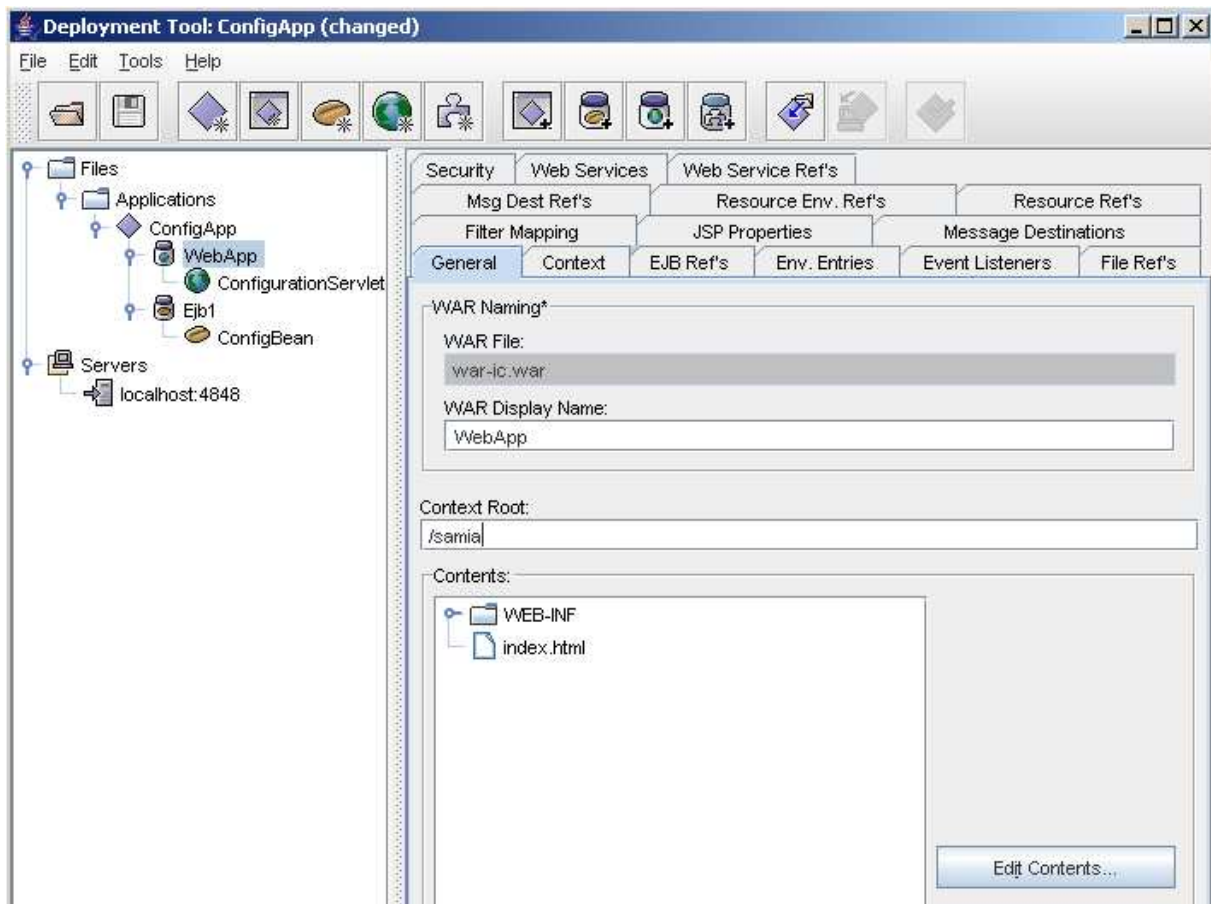 Deployment Tool: ConfigApp (changed)
File Edit Tools Help
Files
Applications
ConfigApp
WebApp
ConfigurationServlet
Ejb1
ConfigBean
Servers
localhost:4848
Security Web Services Web Service Ref's
Msg Dest Ref's Resource Env. Ref's Resource Ref's
Filter Mapping JSP Properties Message Destinations
General Context EJB Ref's Env. Entries Event Listeners File Ref's
WAR Naming*
WAR File:
war-ic.war
WAR Display Name:
WebApp
Context Root:
/samia
Contents:
WEB-INF
index.html
Edit Contents...